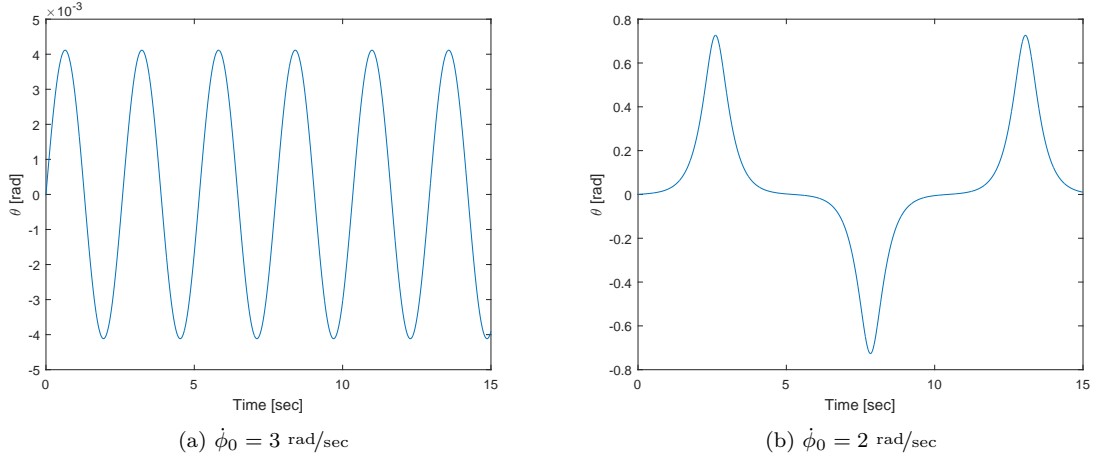 ×10⁻³
5
4
3
2
1
0
-1
-2
-3
-4
-5
θ [rad]
0 5 10 15
Time [sec]
(a) ϕ̇₀ = 3 rad/sec
0.8
0.6
0.4
0.2
0
-0.2
-0.4
-0.6
-0.8
θ [rad]
0 5 10 15
Time [sec]
(b) ϕ̇₀ = 2 rad/sec